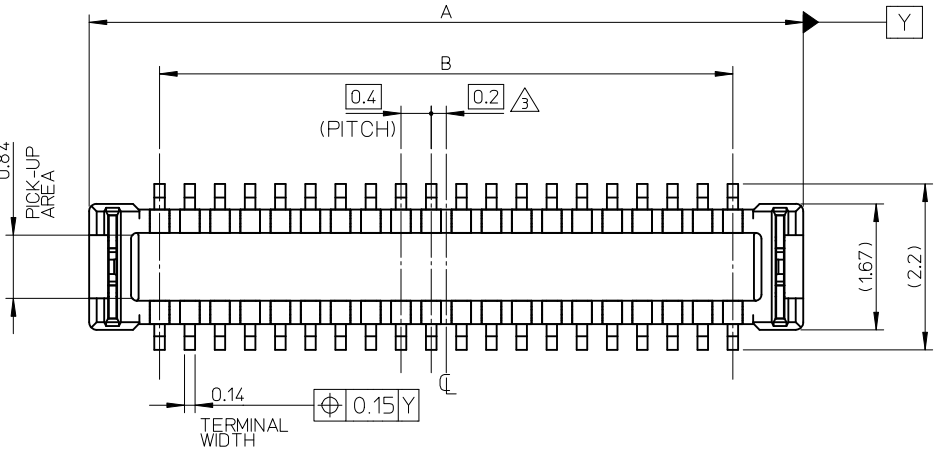 A
Y
B
0.4
0.2
3
(PITCH)
0.84
PICK-UP
AREA
(1.67)
(2.2)
℄
0.14
TERMINAL
WIDTH
⌖ 0.15 Y